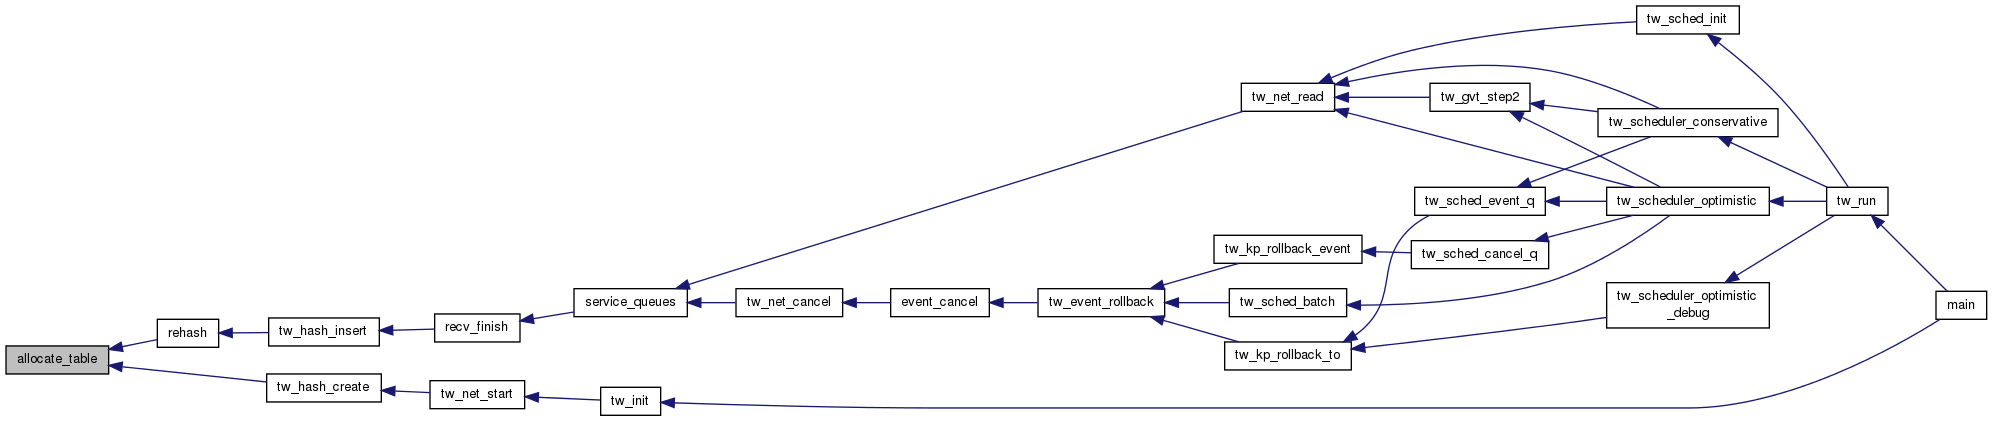 allocate_table
rehash
tw_hash_create
tw_hash_insert
tw_net_start
recv_finish
tw_init
service_queues
tw_net_cancel
event_cancel
tw_event_rollback
tw_net_read
tw_kp_rollback_event
tw_sched_batch
tw_kp_rollback_to
tw_gvt_step2
tw_sched_event_q
tw_sched_cancel_q
tw_sched_init
tw_scheduler_conservative
tw_scheduler_optimistic
tw_scheduler_optimistic
_debug
tw_run
main